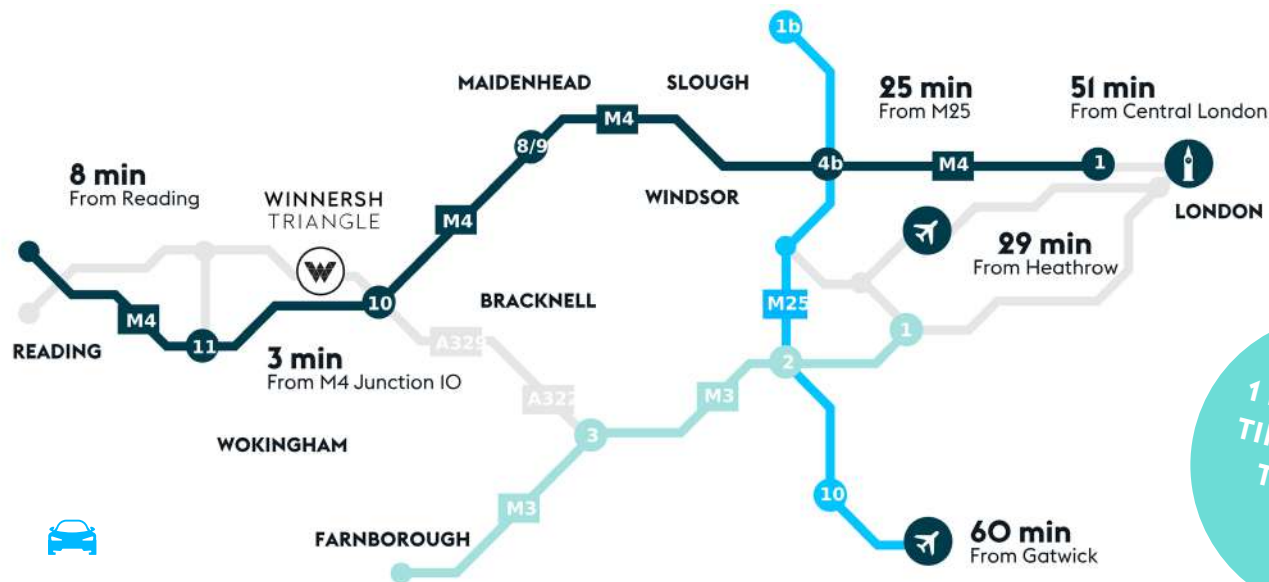 1b
MAIDENHEAD
SLOUGH
25 min
From M25
51 min
From Central London
M4
8/9
4b
M4
1
8 min
From Reading
WINNERSH
TRIANGLE
W
M4
WINDSOR
LONDON
29 min
From Heathrow
10
BRACKNELL
M25
M4
11
READING
3 min
From M4 Junction 10
A329
1
2
A322
M3
3
WOKINGHAM
M3
10
FARNBOROUGH
60 min
From Gatwick
1